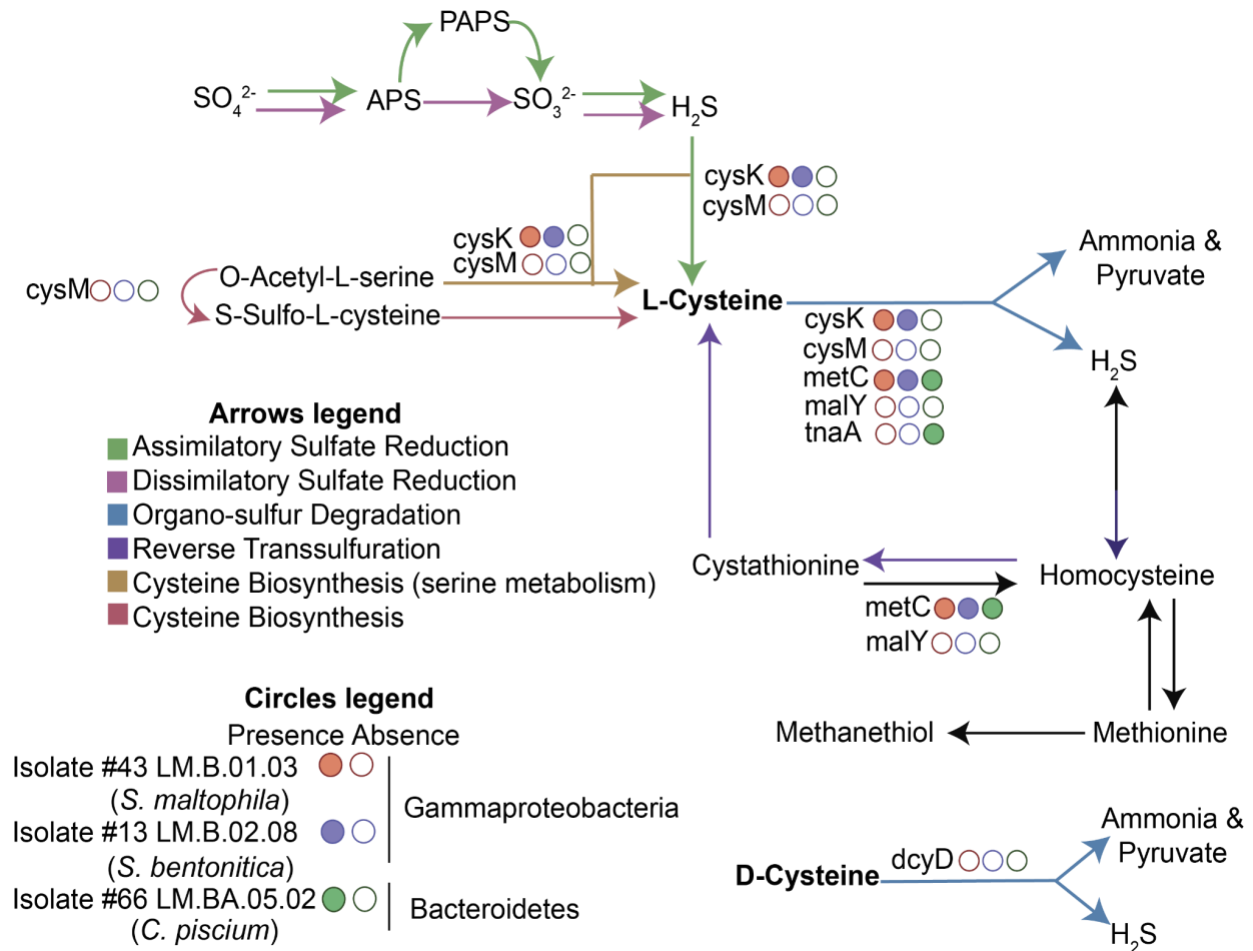 PAPS
SO₄²⁻
APS
SO₃²⁻
H₂S
cysK
cysM
cysK
cysM
cysM
O-Acetyl-L-serine
S-Sulfo-L-cysteine
L-Cysteine
Ammonia &
Pyruvate
H₂S
cysK
cysM
metC
malY
tnaA
Arrows legend
Assimilatory Sulfate Reduction
Dissimilatory Sulfate Reduction
Organo-sulfur Degradation
Reverse Transsulfuration
Cysteine Biosynthesis (serine metabolism)
Cysteine Biosynthesis
Cystathionine
Homocysteine
metC
malY
Methanethiol
Methionine
Circles legend
Presence Absence
Isolate #43 LM.B.01.03
(S. maltophila)
Isolate #13 LM.B.02.08
(S. bentonitica)
Gammaproteobacteria
Isolate #66 LM.BA.05.02
(C. piscium)
Bacteroidetes
D-Cysteine
dcyD
Ammonia &
Pyruvate
H₂S